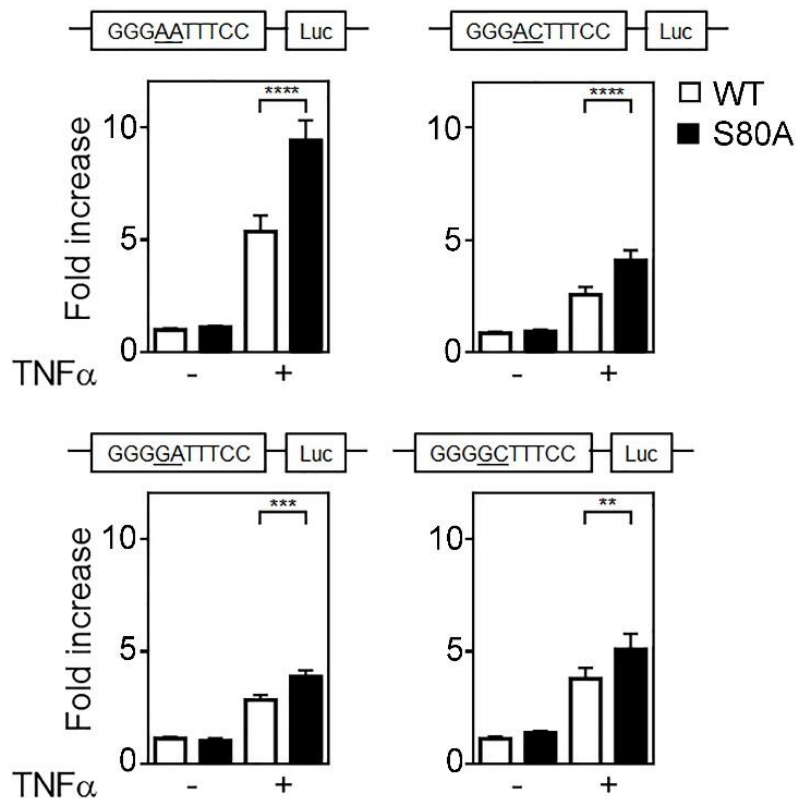 GGGAATTTCC Luc GGGACTTTCC Luc
**** **** WT
S80A
Fold increase
10 10
5 5
0 0
TNFα - + - +
GGGGATTTCC Luc GGGGCTTTCC Luc
*** **
Fold increase
10 10
5 5
0 0
TNFα - + - +